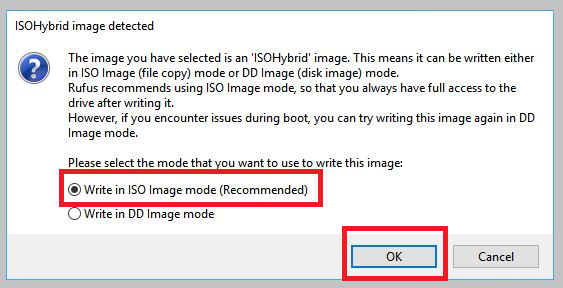 ISOHybrid image detected
The image you have selected is an 'ISOHybrid' image. This means it can be written either
in ISO Image (file copy) mode or DD Image (disk image) mode.
Rufus recommends using ISO Image mode, so that you always have full access to the
drive after writing it.
However, if you encounter issues during boot, you can try writing this image again in DD
Image mode.
Please select the mode that you want to use to write this image:
Write in ISO Image mode (Recommended)
Write in DD Image mode
OK
Cancel